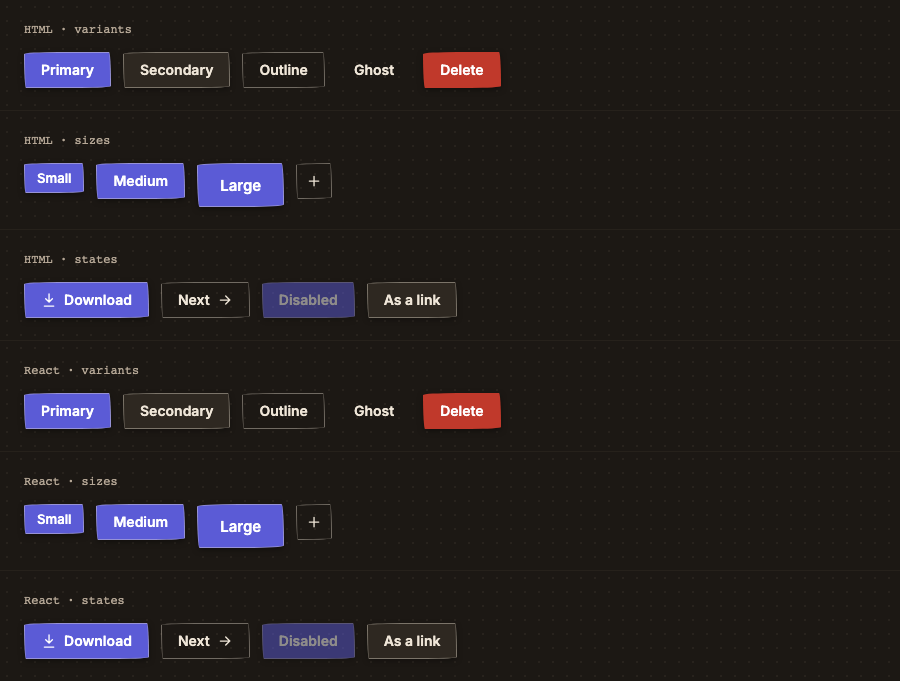 HTML · variants
Primary Secondary Outline Ghost Delete
HTML · sizes
Small Medium Large +
HTML · states
Download Next → Disabled As a link
React · variants
Primary Secondary Outline Ghost Delete
React · sizes
Small Medium Large +
React · states
Download Next → Disabled As a link